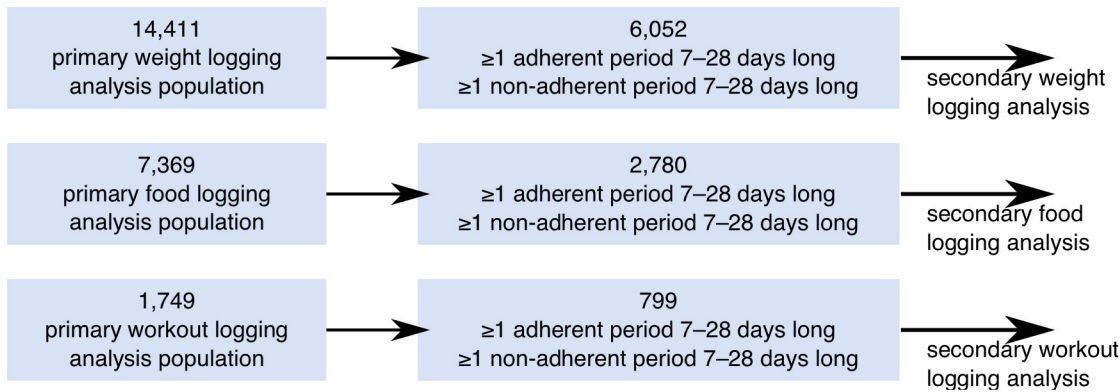 14,411
primary weight logging
analysis population
6,052
≥1 adherent period 7–28 days long
≥1 non-adherent period 7–28 days long
secondary weight
logging analysis
7,369
primary food logging
analysis population
2,780
≥1 adherent period 7–28 days long
≥1 non-adherent period 7–28 days long
secondary food
logging analysis
1,749
primary workout logging
analysis population
799
≥1 adherent period 7–28 days long
≥1 non-adherent period 7–28 days long
secondary workout
logging analysis